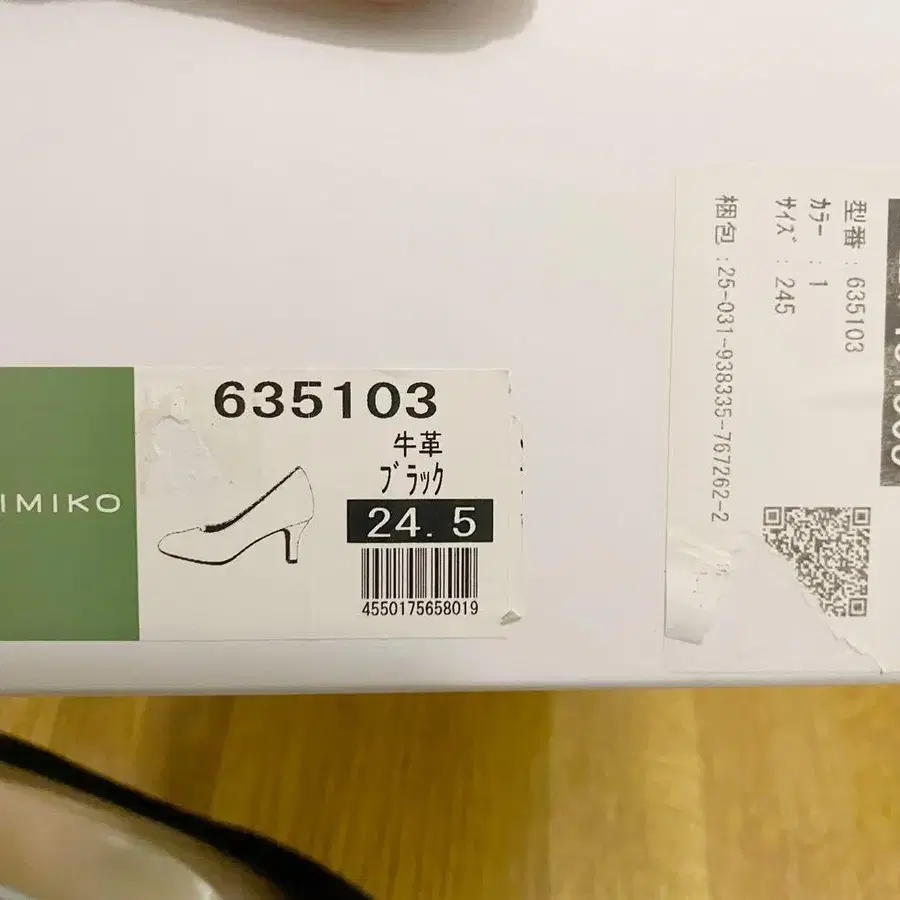 IMIKO
635103
牛革
ブラック
24. 5
4550175658019
型番 : 635103
カラー : 1
サイズ : 245
梱包 : 25-031-938335-767262-2